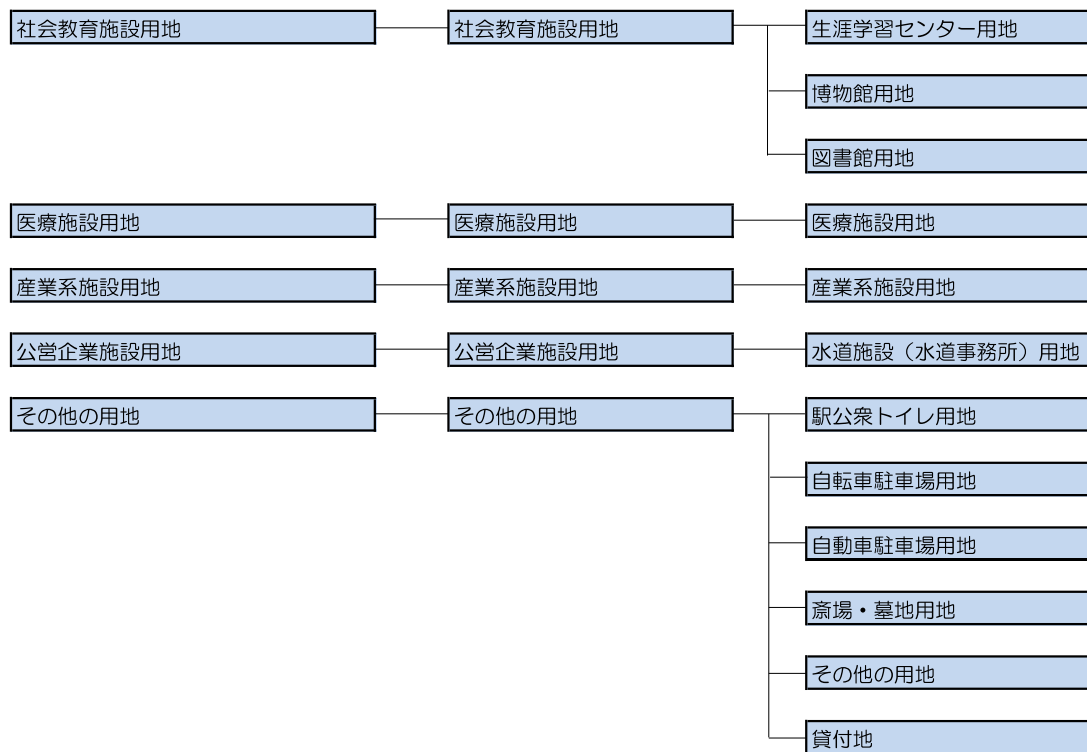 社会教育施設用地
社会教育施設用地
生涯学習センター用地
博物館用地
図書館用地
医療施設用地
医療施設用地
医療施設用地
産業系施設用地
産業系施設用地
産業系施設用地
公営企業施設用地
公営企業施設用地
水道施設（水道事務所）用地
その他の用地
その他の用地
駅公衆トイレ用地
自転車駐車場用地
自動車駐車場用地
斎場・墓地用地
その他の用地
貸付地